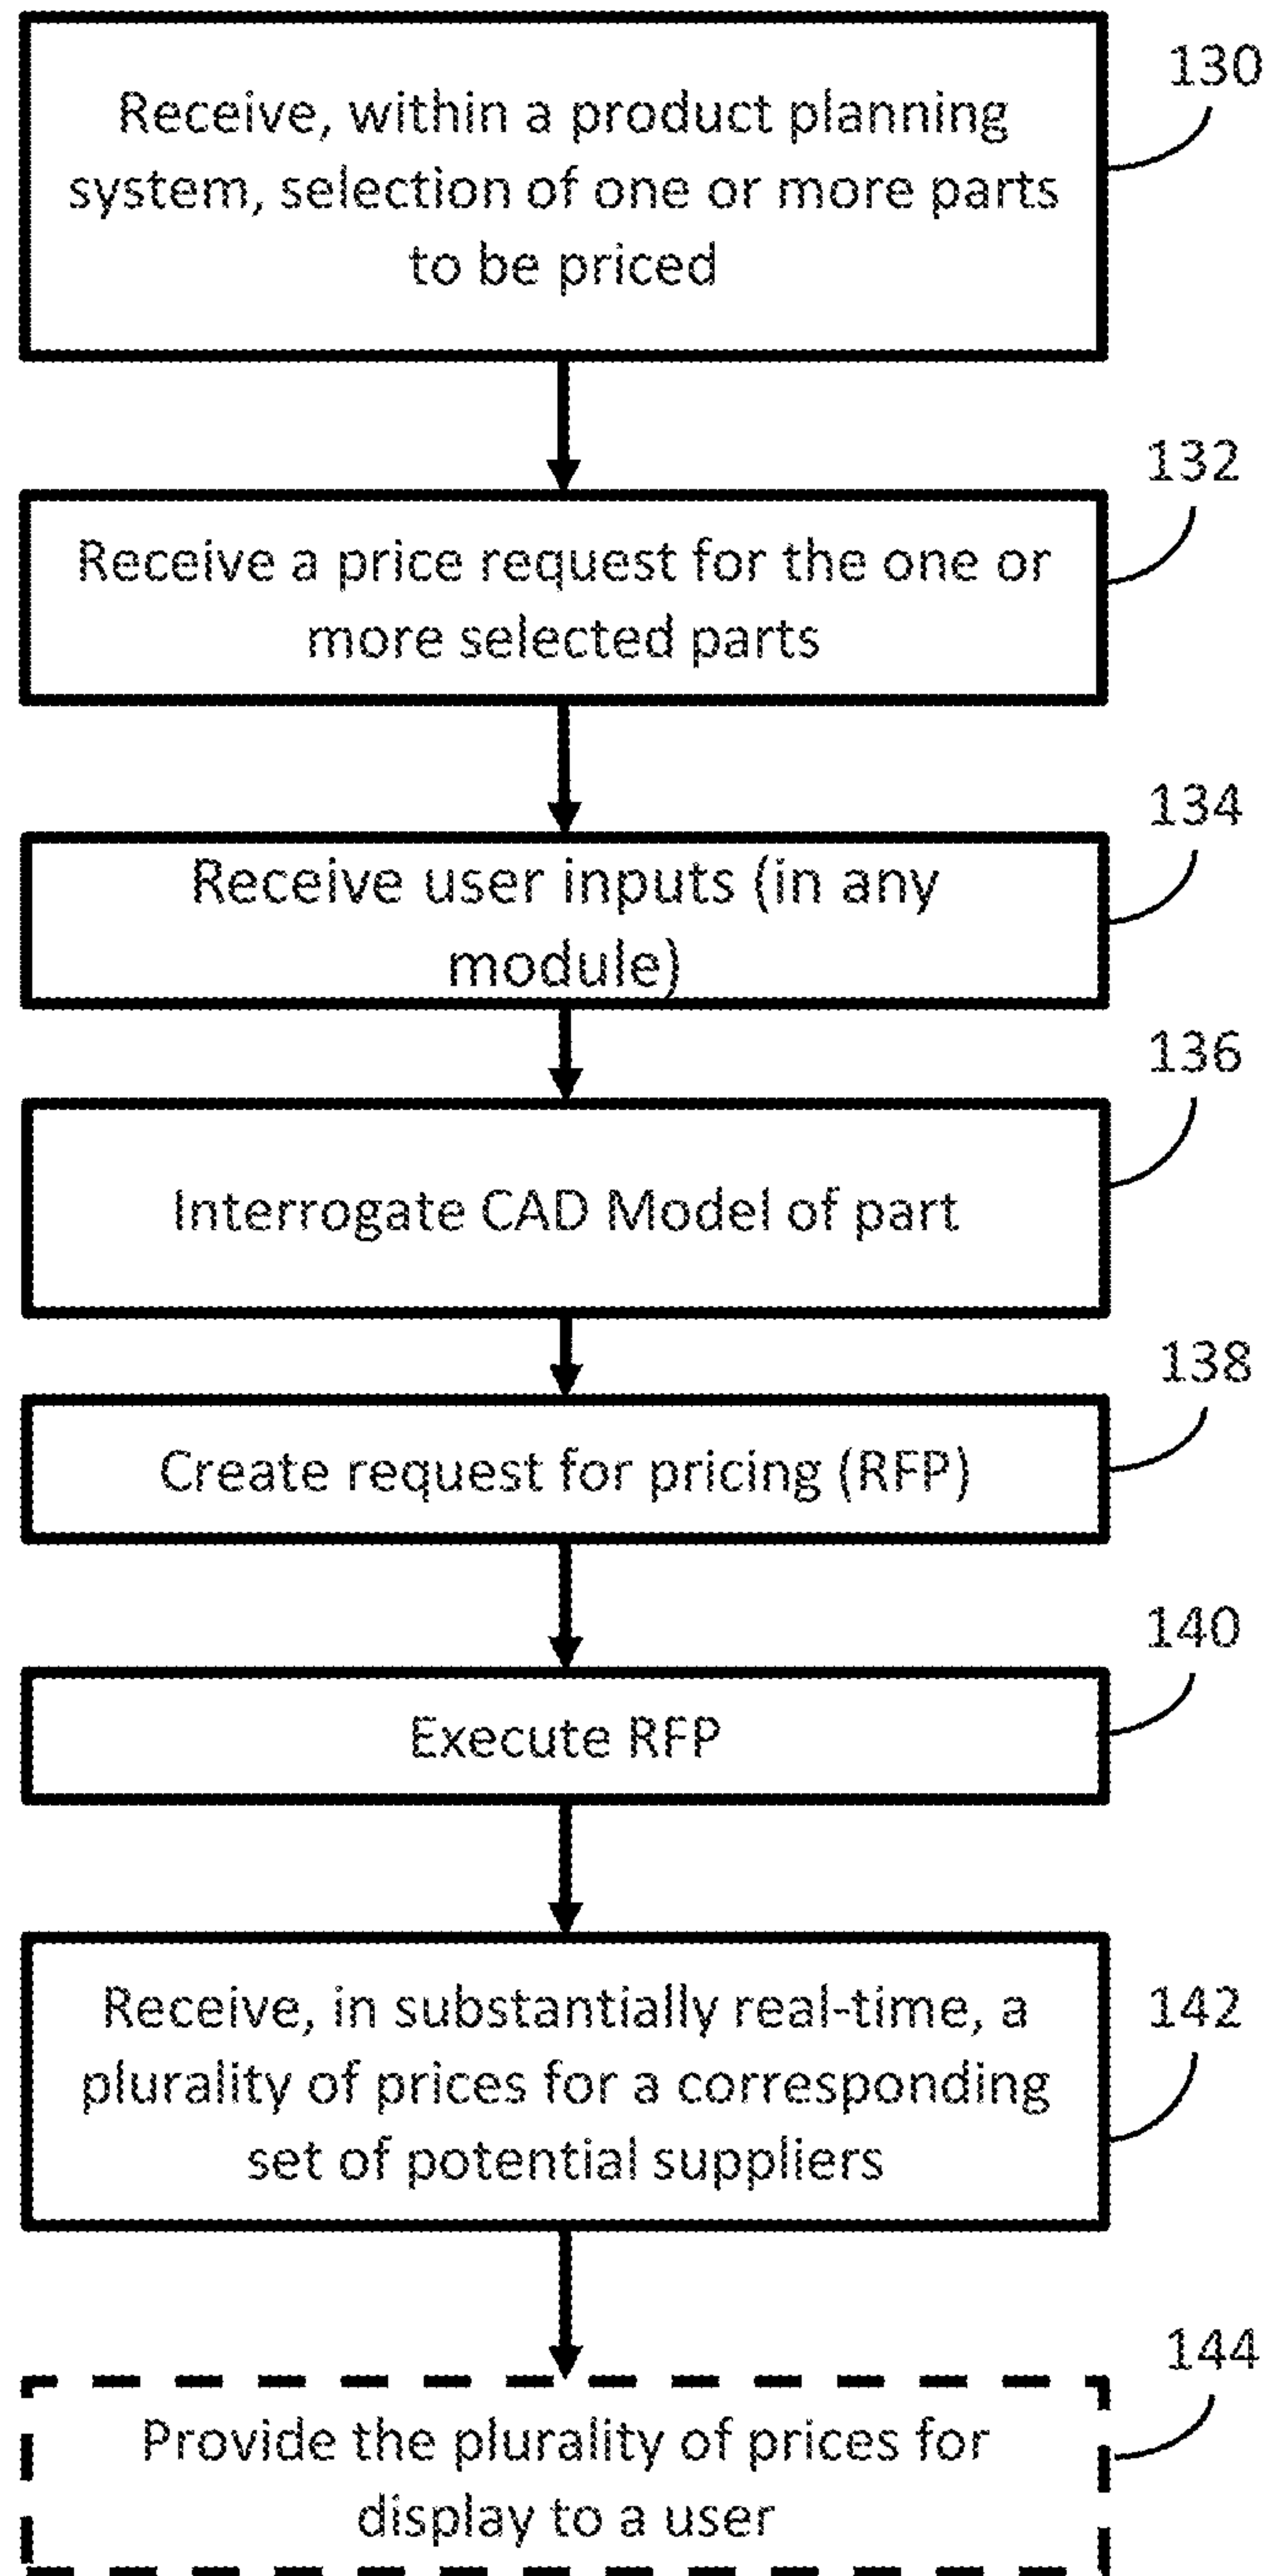 130
Receive, within a product planning
system, selection of one or more parts
to be priced
132
Receive a price request for the one or
more selected parts
134
Receive user inputs (in any
module)
136
Interrogate CAD Model of part
138
Create request for pricing (RFP)
140
Execute RFP
142
Receive, in substantially real-time, a
plurality of prices for a corresponding
set of potential suppliers
144
Provide the plurality of prices for
display to a user